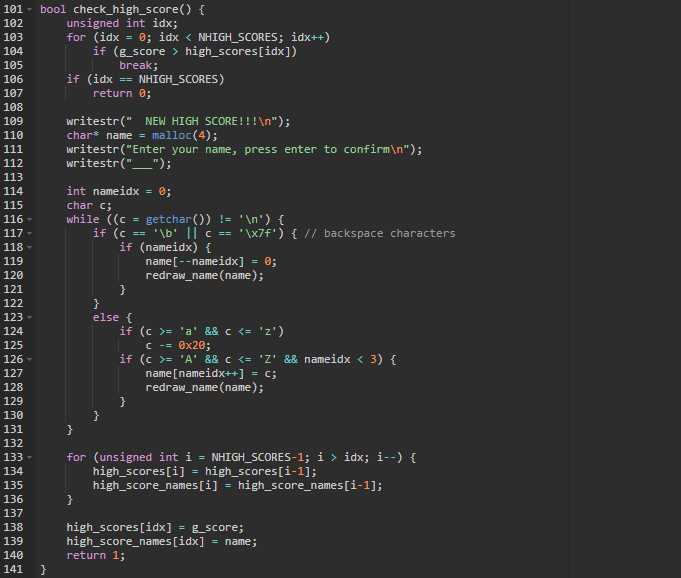 101 bool check_high_score() {
102     unsigned int idx;
103     for (idx = 0; idx < NHIGH_SCORES; idx++)
104         if (g_score > high_scores[idx])
105             break;
106     if (idx == NHIGH_SCORES)
107         return 0;
108
109     writestr("  NEW HIGH SCORE!!!\n");
110     char* name = malloc(4);
111     writestr("Enter your name, press enter to confirm\n");
112     writestr("___");
113
114     int nameidx = 0;
115     char c;
116     while ((c = getchar()) != '\n') {
117         if (c == '\b' || c == '\x7f') { // backspace characters
118             if (nameidx) {
119                 name[--nameidx] = 0;
120                 redraw_name(name);
121             }
122         }
123         else {
124             if (c >= 'a' && c <= 'z')
125                 c -= 0x20;
126             if (c >= 'A' && c <= 'Z' && nameidx < 3) {
127                 name[nameidx++] = c;
128                 redraw_name(name);
129             }
130         }
131     }
132
133     for (unsigned int i = NHIGH_SCORES-1; i > idx; i--) {
134         high_scores[i] = high_scores[i-1];
135         high_score_names[i] = high_score_names[i-1];
136     }
137
138     high_scores[idx] = g_score;
139     high_score_names[idx] = name;
140     return 1;
141 }